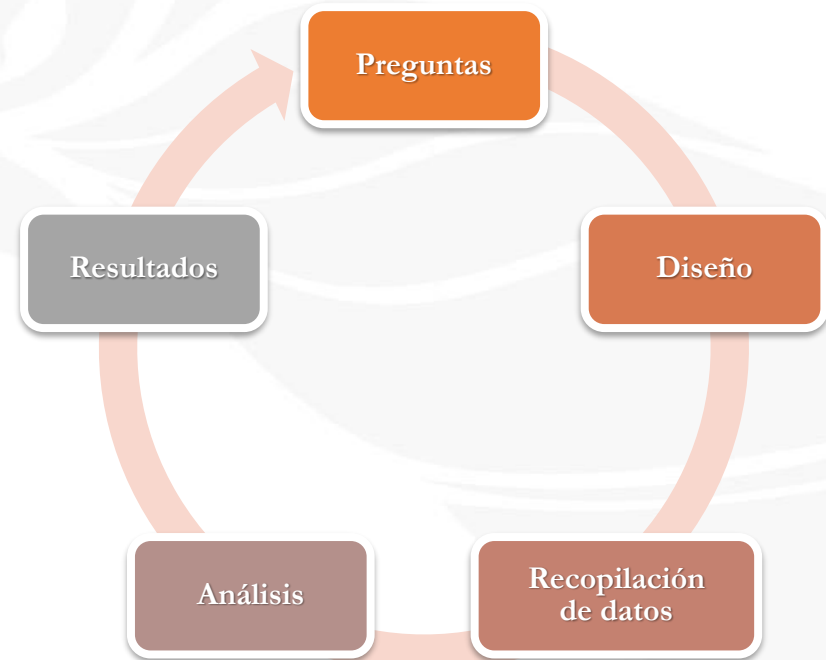 Preguntas
Diseño
Recopilación
de datos
Análisis
Resultados